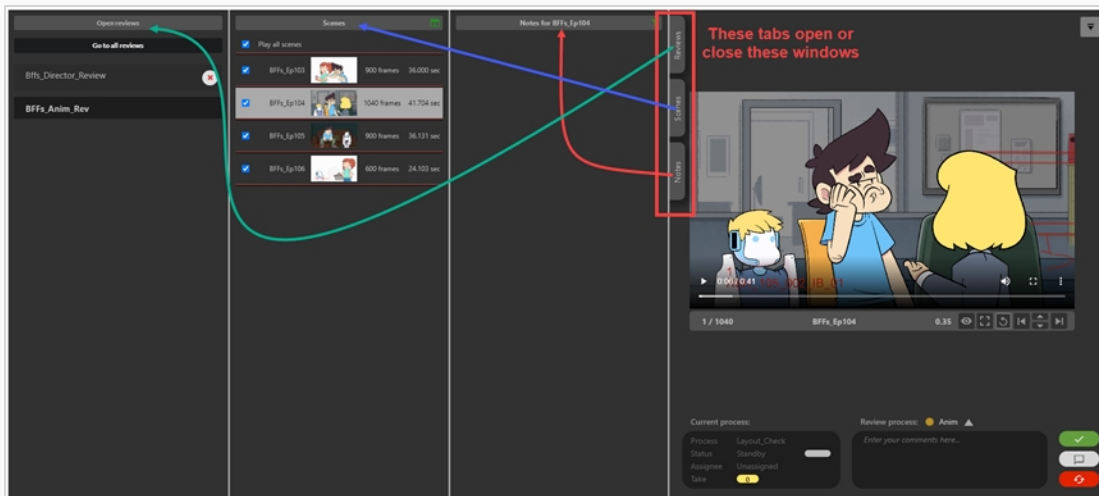 Open reviews
Go to all reviews
Bffs_Director_Review
BFFs_Anim_Rev
Scenes
Play all scenes
BFFs_Ep103 900 frames 36.000 sec
BFFs_Ep104 1040 frames 41.704 sec
BFFs_Ep105 900 frames 36.131 sec
BFFs_Ep106 600 frames 24.103 sec
Notes for BFFs_Ep104
Reviews
Scenes
Notes
These tabs open or
close these windows
0:00 / 0:41
1 / 1040 BFFs_Ep104 0.35
Current process:
Process Layout_Check
Status Standby
Assignee Unassigned
Take 0
Review process: Anim
Enter your comments here...